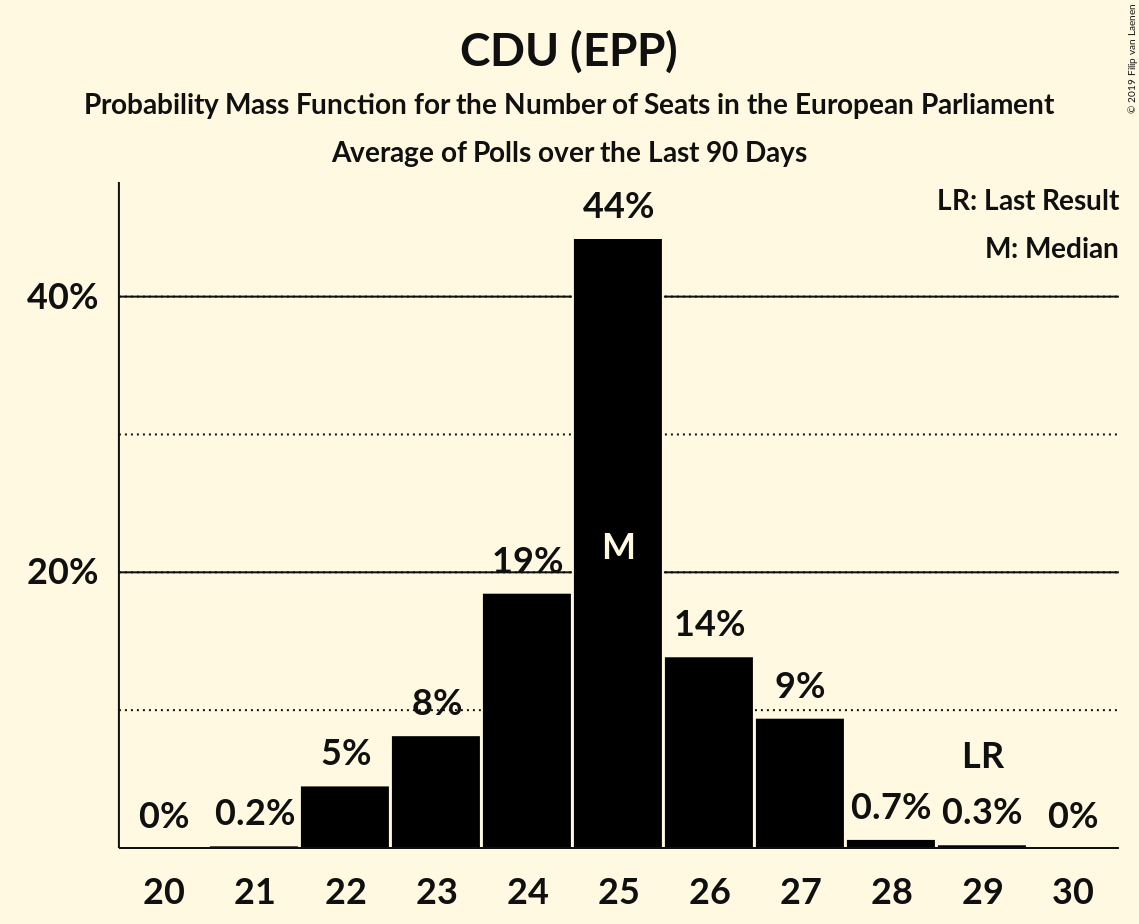 CDU (EPP)
Probability Mass Function for the Number of Seats in the European Parliament
Average of Polls over the Last 90 Days
© 2019 Filip van Laenen
LR: Last Result
M: Median
40%
20%
0%
0.2%
5%
8%
19%
44%
M
14%
9%
0.7%
LR
0.3%
0%
20 21 22 23 24 25 26 27 28 29 30